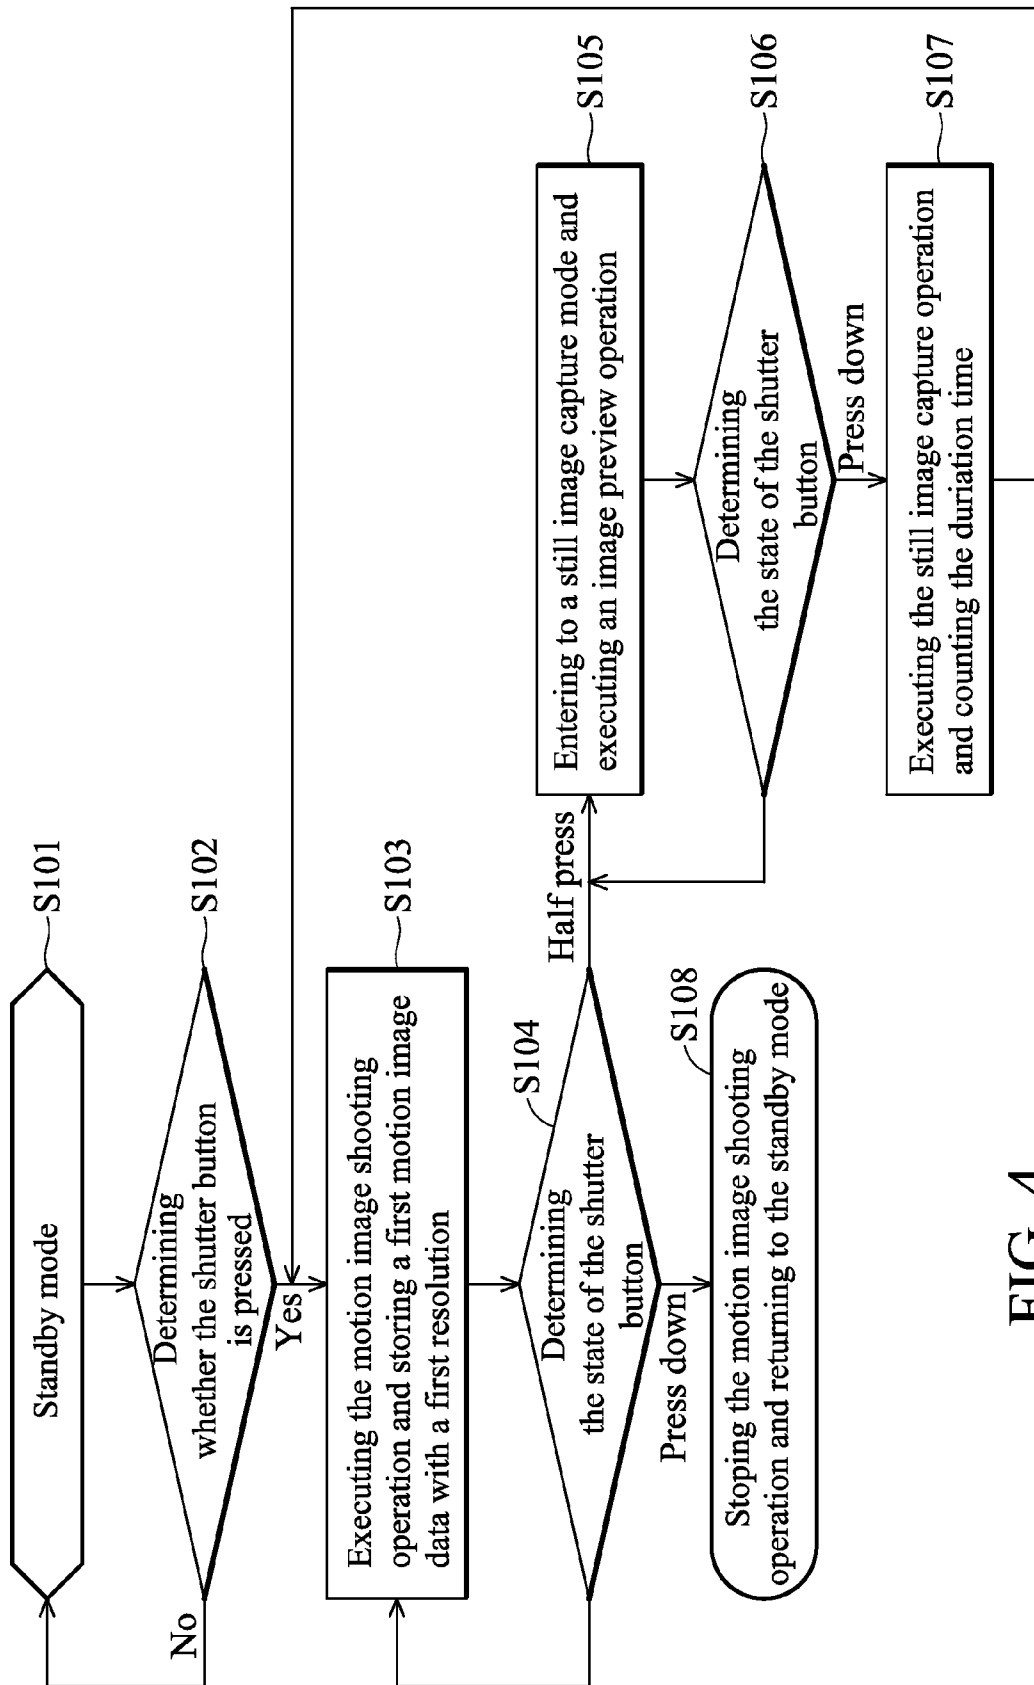 Standby mode
S101
Determining
whether the shutter button
is pressed
S102
No
Yes
Executing the motion image shooting
operation and storing a first motion image
data with a first resolution
S103
Determining
the state of the shutter
button
S104
Half press
Press down
Stoping the motion image shooting
operation and returning to the standby mode
S108
Entering to a still image capture mode and
executing an image preview operation
S105
Determining
the state of the shutter
button
S106
Press down
Executing the still image capture operation
and counting the duriation time
S107
FIG. 4